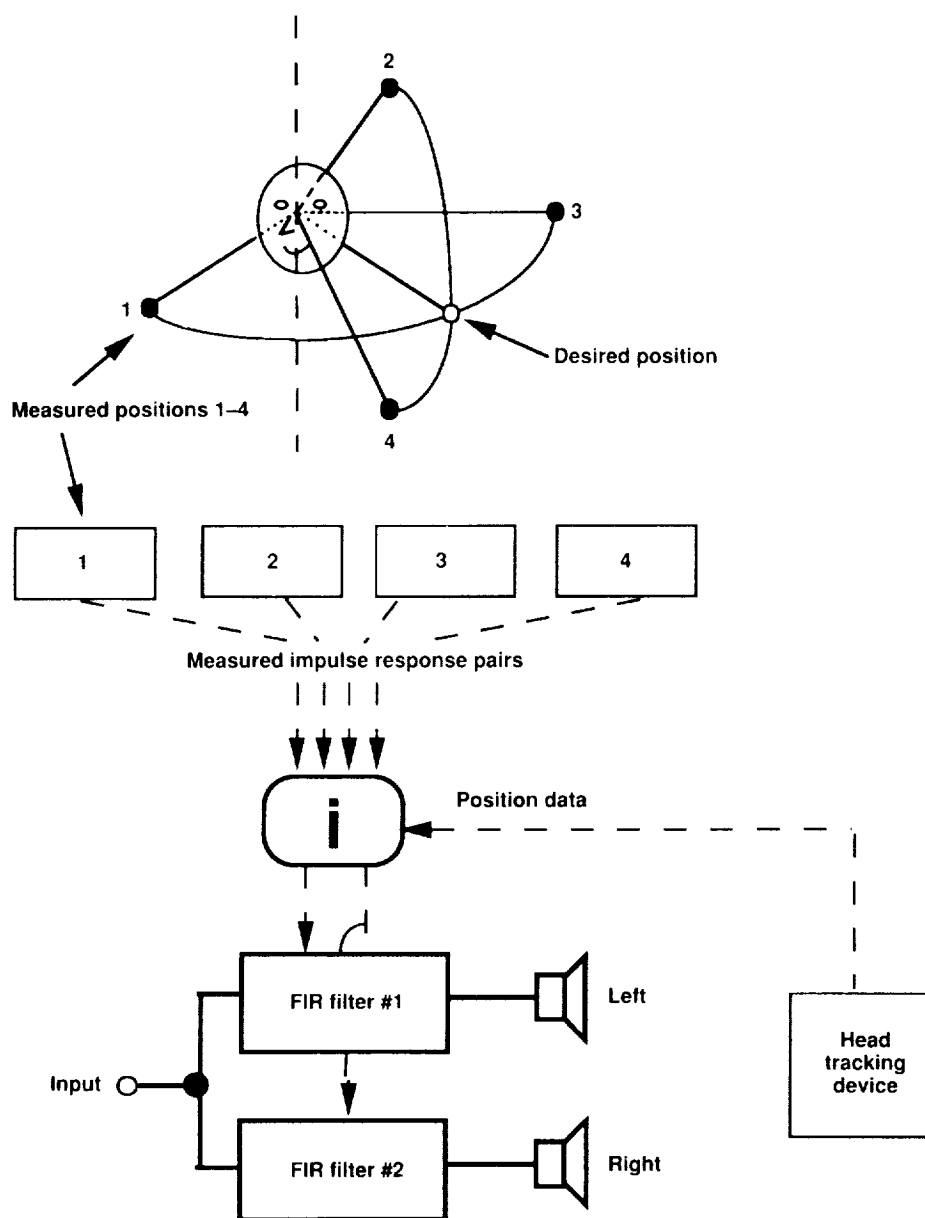 2
3
1
Desired position
Measured positions 1–4
4
1
2
3
4
Measured impulse response pairs
i
Position data
FIR filter #1
Left
Head
tracking
device
Input
FIR filter #2
Right